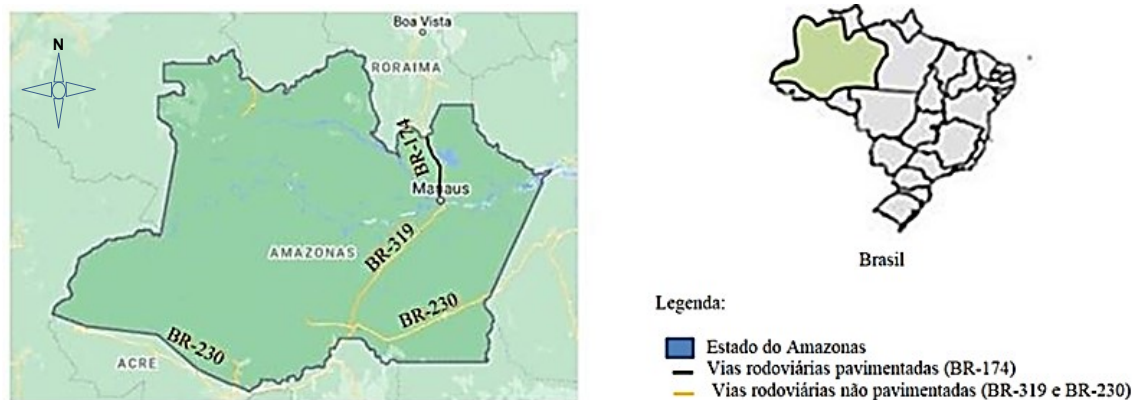 N
Boa Vista
RORAIMA
BR-174
Manaus
AMAZONAS
BR-319
BR-230
BR-230
ACRE
Brasil
Legenda:
Estado do Amazonas
Vias rodoviárias pavimentadas (BR-174)
Vias rodoviárias não pavimentadas (BR-319 e BR-230)